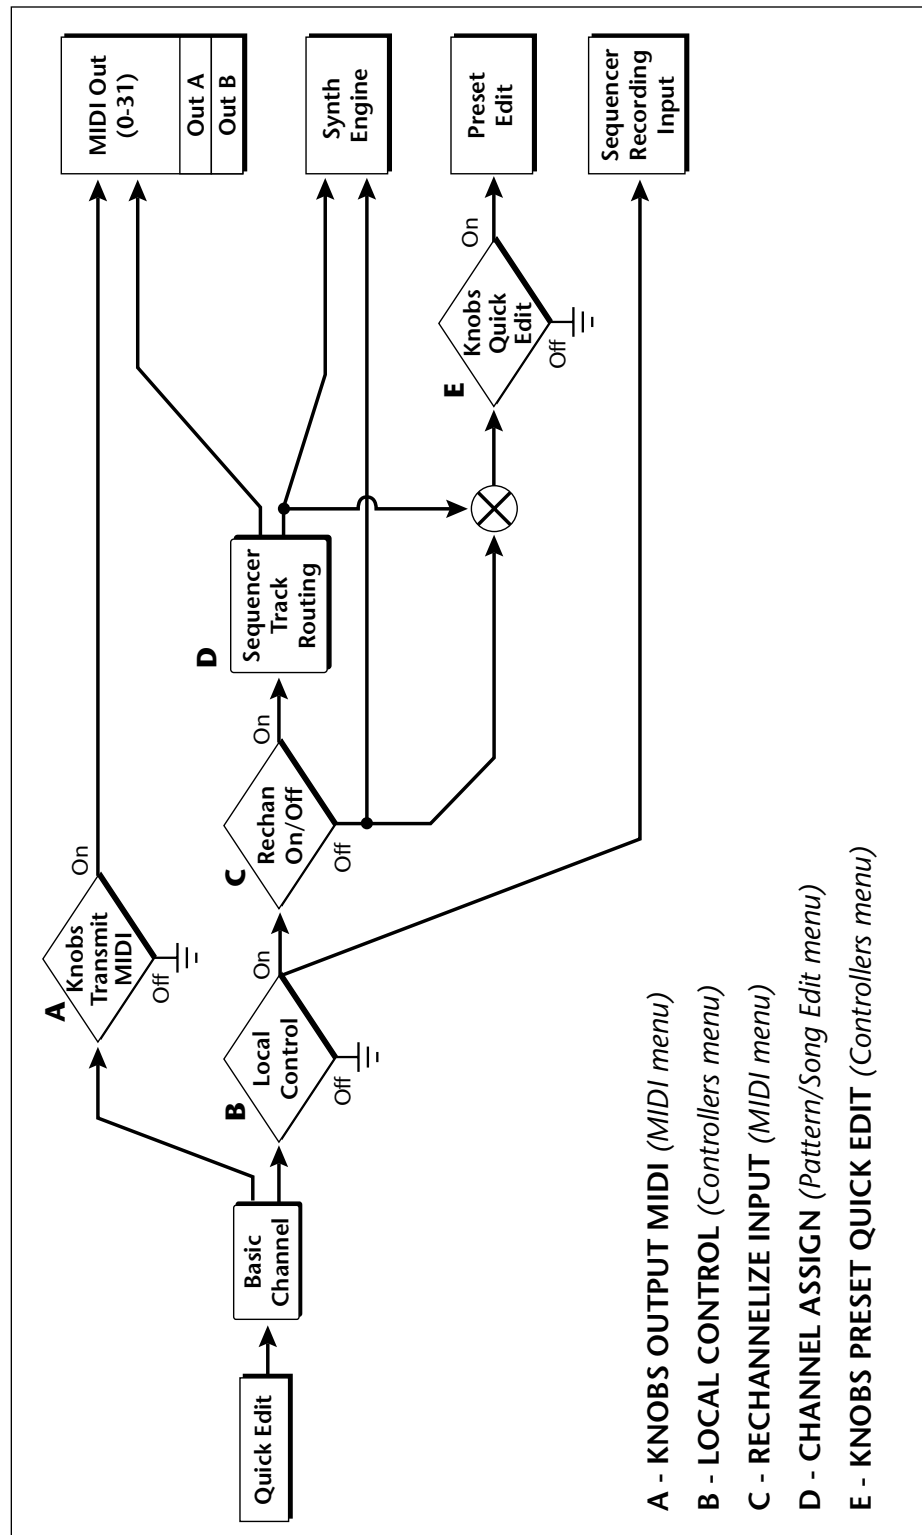 Quick Edit
Basic
Channel
A
Knobs
Transmit
MIDI
On
Off
B
Local
Control
On
Off
C
Rechan
On/Off
On
Off
D
Sequencer
Track
Routing
E
Knobs
Quick
Edit
On
Off
MIDI Out
(0-31)
Out A
Out B
Synth
Engine
Preset
Edit
Sequencer
Recording
Input
A - KNOBS OUTPUT MIDI (MIDI menu)
B - LOCAL CONTROL (Controllers menu)
C - RECHANNELIZE INPUT (MIDI menu)
D - CHANNEL ASSIGN (Pattern/Song Edit menu)
E - KNOBS PRESET QUICK EDIT (Controllers menu)